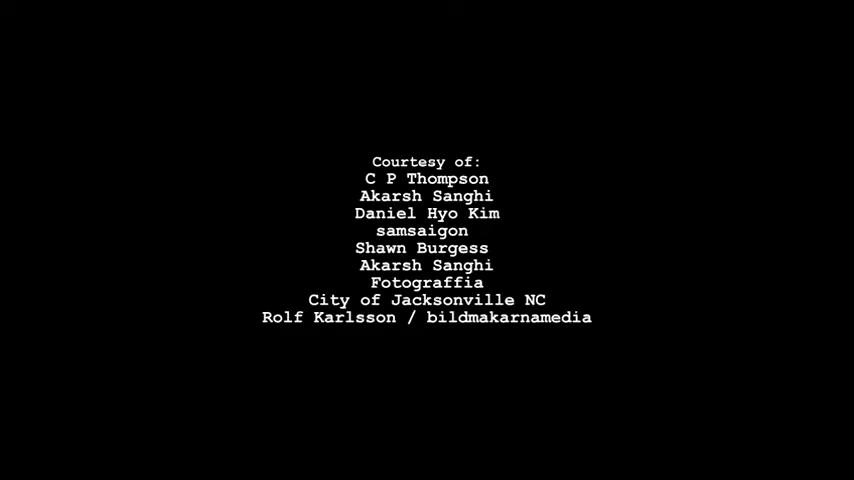 Courtesy of:
C P Thompson
Akarsh Sanghi
Daniel Hyo Kim
samsaigon
Shawn Burgess
Akarsh Sanghi
Fotograffia
City of Jacksonville NC
Rolf Karlsson / bildmakarnamedia